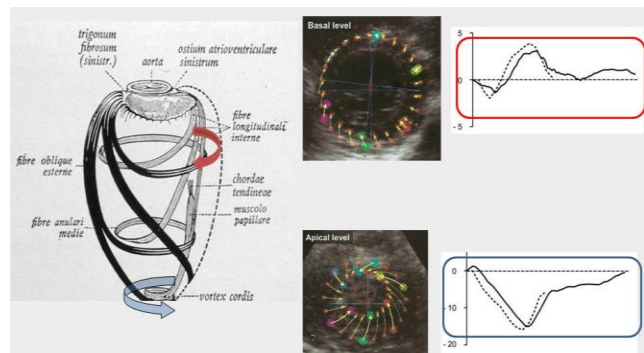 trigonum
fibrosum
(sinistr.)
aorta
ostium atrioventriculare
sinistrum
fibre
longitudinali
interne
fibre oblique
esterne
chordae
tendineae
muscolo
papillare
fibre anulari
medie
vortex cordis
Basal level
5
0
-5
Apical level
0
-10
-20